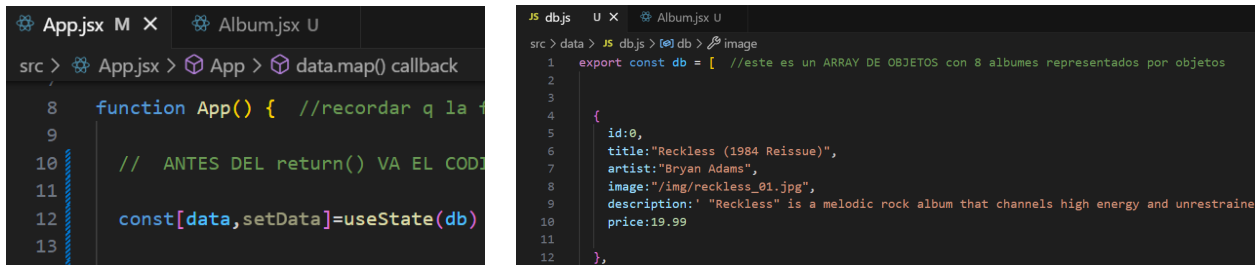 App.jsx M
Album.jsx U
src > App.jsx > App > data.map() callback
8 function App() { //recordar q la
9
10 // ANTES DEL return() VA EL CODI
11
12 const[data,setData]=useState(db)
13
JS db.js U
Album.jsx U
src > data > JS db.js > db > image
1 export const db = [ //este es un ARRAY DE OBJETOS con 8 albumes representados por objetos
2
3
4 {
5 id:0,
6 title:"Reckless (1984 Reissue)",
7 artist:"Bryan Adams",
8 image:"/img/reckless_01.jpg",
9 description:' "Reckless" is a melodic rock album that channels high energy and unrestraine
10 price:19.99
11
12 },